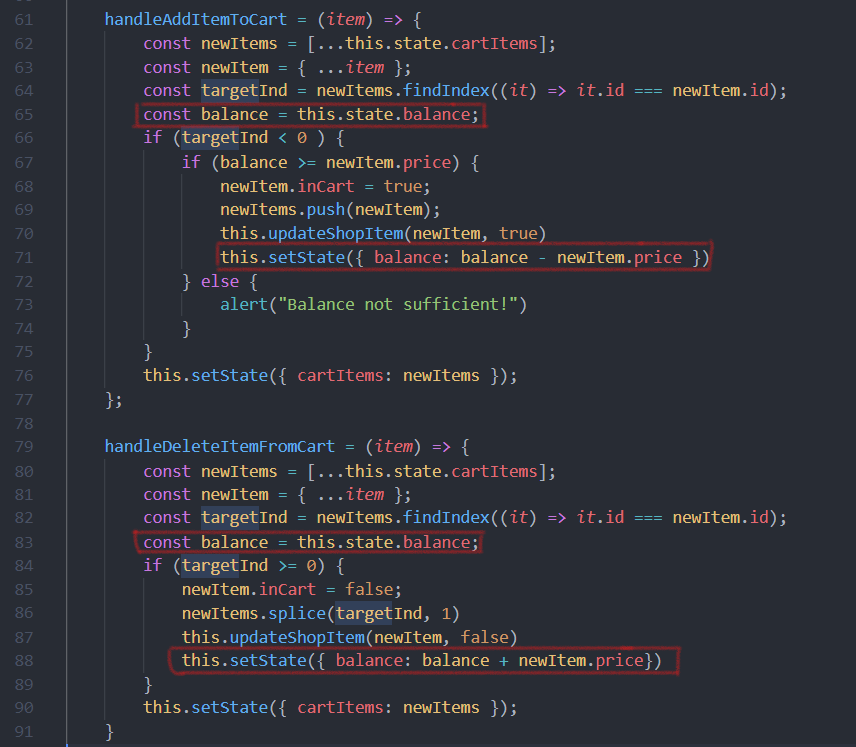 61 handleAddItemToCart = (item) => {
62 const newItems = [...this.state.cartItems];
63 const newItem = { ...item };
64 const targetInd = newItems.findIndex((it) => it.id === newItem.id);
65 const balance = this.state.balance;
66 if (targetInd < 0 ) {
67 if (balance >= newItem.price) {
68 newItem.inCart = true;
69 newItems.push(newItem);
70 this.updateShopItem(newItem, true)
71 this.setState({ balance: balance - newItem.price })
72 } else {
73 alert("Balance not sufficient!")
74 }
75 }
76 this.setState({ cartItems: newItems });
77 };
78
79 handleDeleteItemFromCart = (item) => {
80 const newItems = [...this.state.cartItems];
81 const newItem = { ...item };
82 const targetInd = newItems.findIndex((it) => it.id === newItem.id);
83 const balance = this.state.balance;
84 if (targetInd >= 0) {
85 newItem.inCart = false;
86 newItems.splice(targetInd, 1)
87 this.updateShopItem(newItem, false)
88 this.setState({ balance: balance + newItem.price})
89 }
90 this.setState({ cartItems: newItems });
91 }